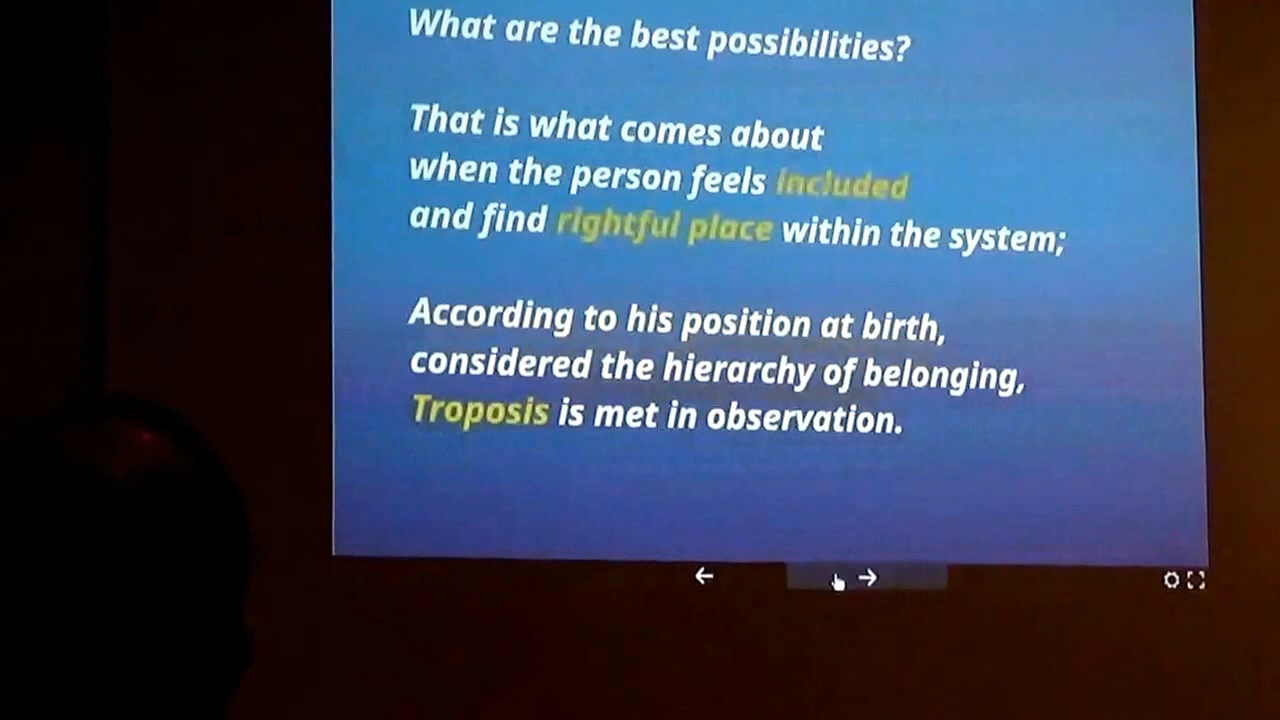 What are the best possibilities?
That is what comes about
when the person feels included
and find rightful place within the system;
According to his position at birth,
considered the hierarchy of belonging,
Troposis is met in observation.